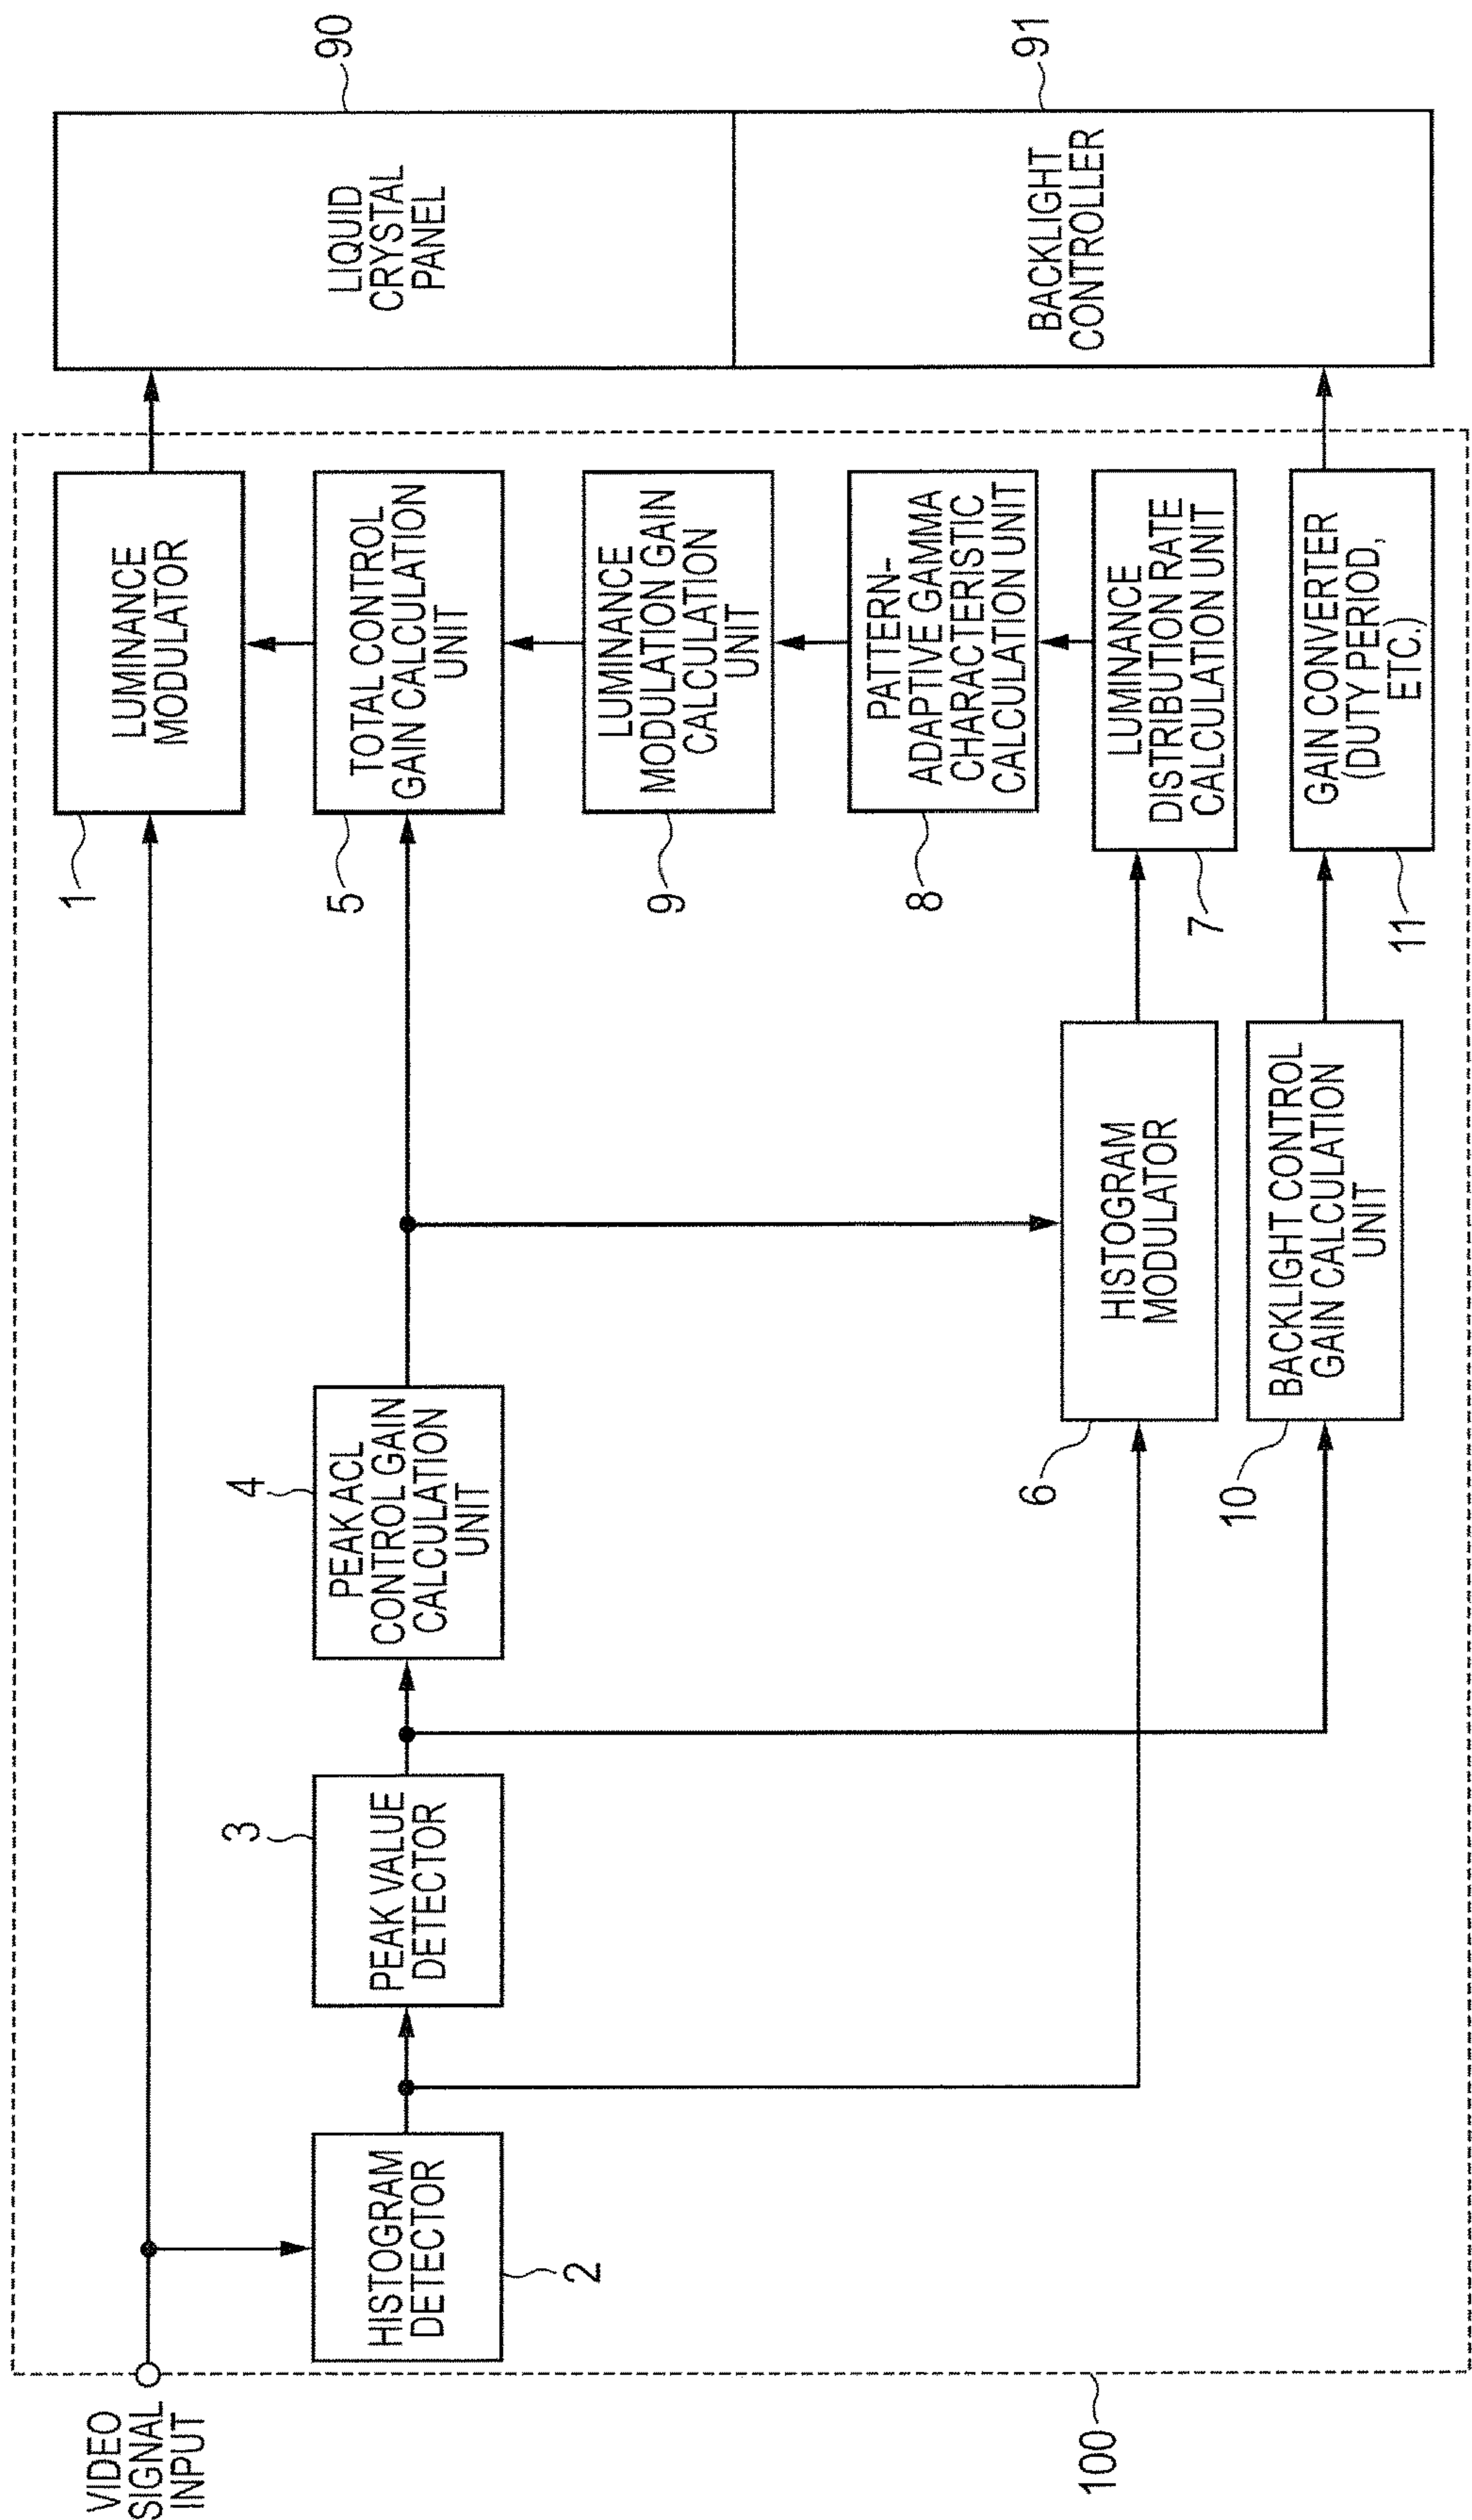 VIDEO
SIGNAL
INPUT
100
HISTOGRAM
DETECTOR
2
3
PEAK VALUE
DETECTOR
4
PEAK ACL
CONTROL GAIN
CALCULATION
UNIT
6
HISTOGRAM
MODULATOR
10
BACKLIGHT CONTROL
GAIN CALCULATION
UNIT
1
LUMINANCE
MODULATOR
5
TOTAL CONTROL
GAIN CALCULATION
UNIT
9
LUMINANCE
MODULATION GAIN
CALCULATION
UNIT
8
PATTERN-
ADAPTIVE GAMMA
CHARACTERISTIC
CALCULATION UNIT
7
LUMINANCE
DISTRIBUTION RATE
CALCULATION UNIT
11
GAIN CONVERTER
(DUTY PERIOD,
ETC.)
90
LIQUID
CRYSTAL
PANEL
91
BACKLIGHT
CONTROLLER